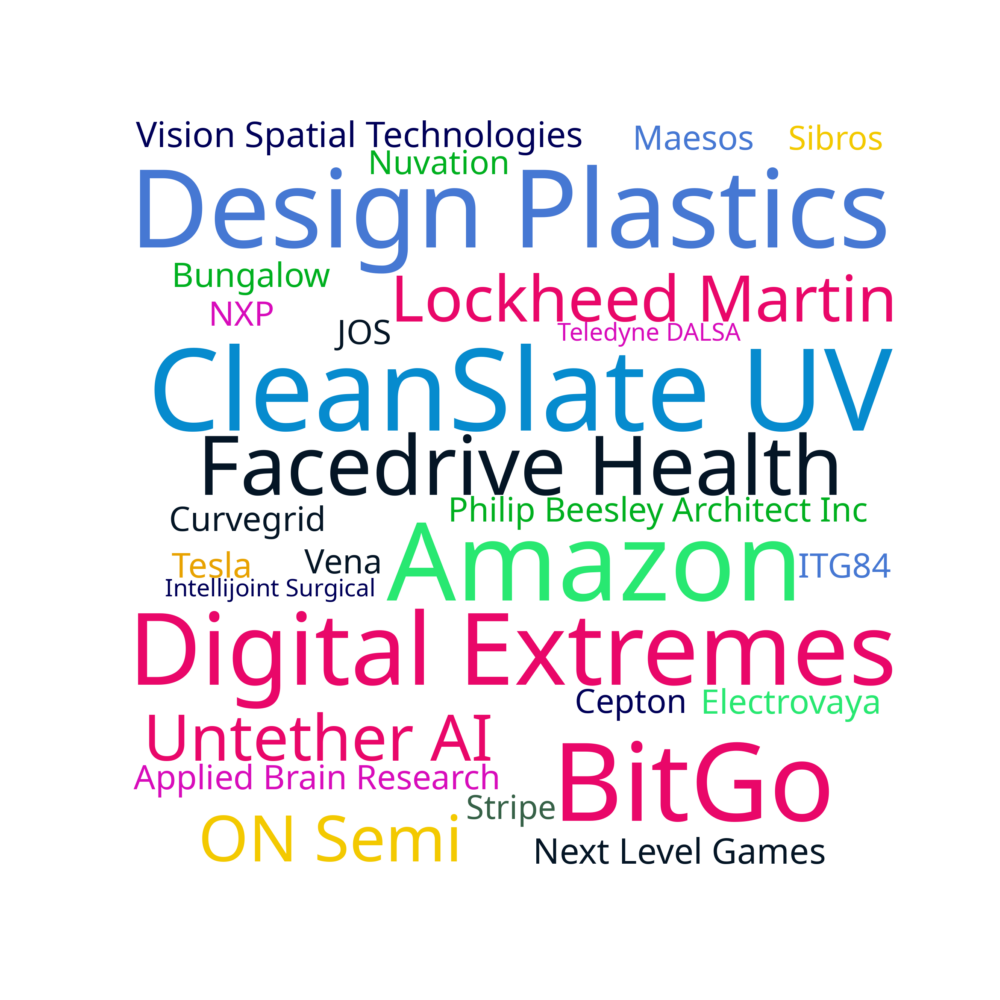 Vision Spatial Technologies
Maesos
Sibros
Nuvation
Design Plastics
Bungalow
Lockheed Martin
NXP
JOS
Teledyne DALSA
CleanSlate UV
Facedrive Health
Curvegrid
Philip Beesley Architect Inc
Tesla
Vena
Amazon
ITG84
Intellijoint Surgical
Digital Extremes
Cepton
Electrovaya
Untether AI
BitGo
Applied Brain Research
Stripe
ON Semi
Next Level Games